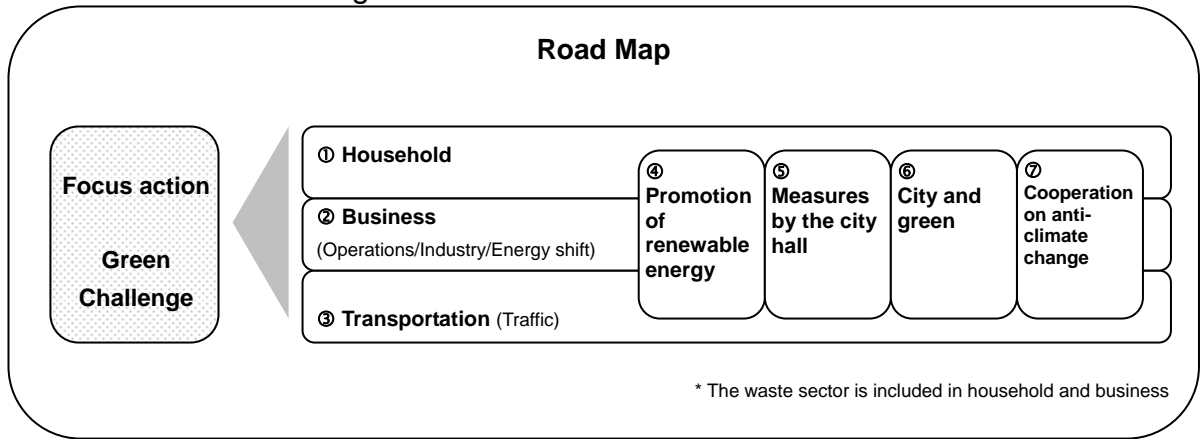 Road Map
Focus action
Green
Challenge
① Household
② Business
(Operations/Industry/Energy shift)
③ Transportation (Traffic)
④
Promotion
of
renewable
energy
⑤
Measures
by the city
hall
⑥
City and
green
⑦
Cooperation
on anti-
climate
change
* The waste sector is included in household and business